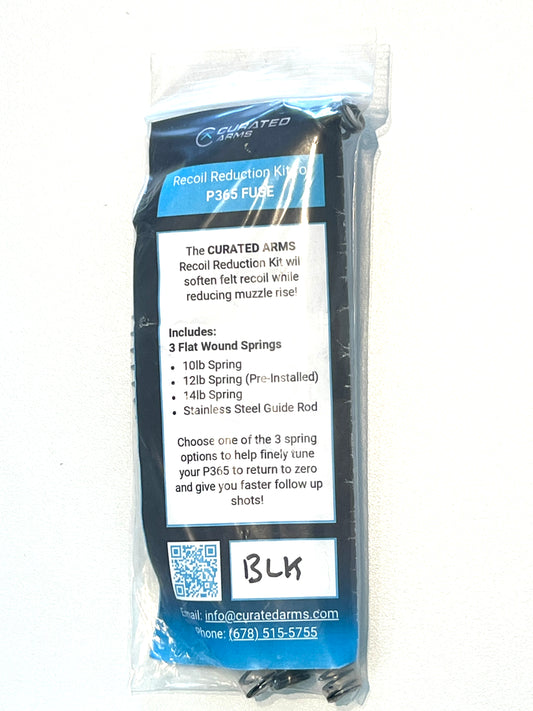 CURATED
ARMS
Recoil Reduction Kit fo
P365 FUSE
The CURATED ARMS
Recoil Reduction Kit wil
soften felt recoil while
reducing muzzle rise!
Includes:
3 Flat Wound Springs
• 10lb Spring
• 12lb Spring (Pre-Installed)
• 14lb Spring
• Stainless Steel Guide Rod
Choose one of the 3 spring
options to help finely tune
your P365 to return to zero
and give you faster follow up
shots!
BLK
Email: info@curatedarms.com
Phone: (678) 515-5755